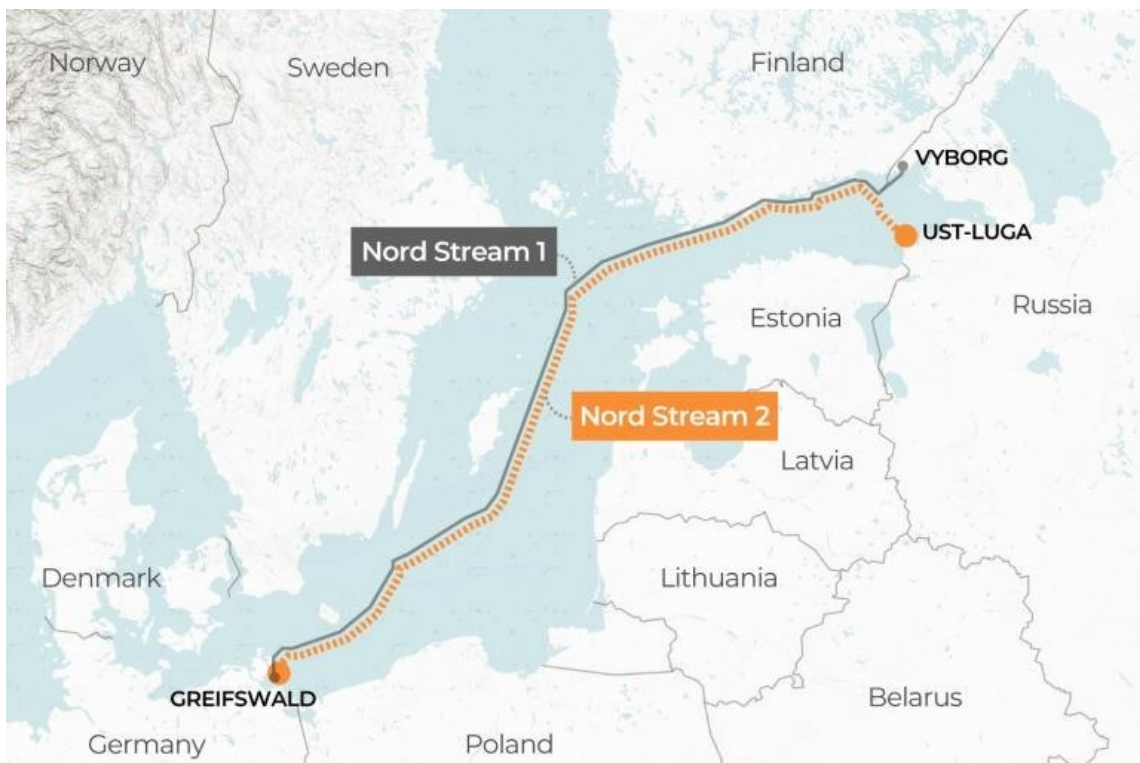 Norway
Sweden
Finland
VYBORG
UST-LUGA
Nord Stream 1
Russia
Estonia
Nord Stream 2
Latvia
Denmark
Lithuania
GREIFSWALD
Belarus
Germany
Poland